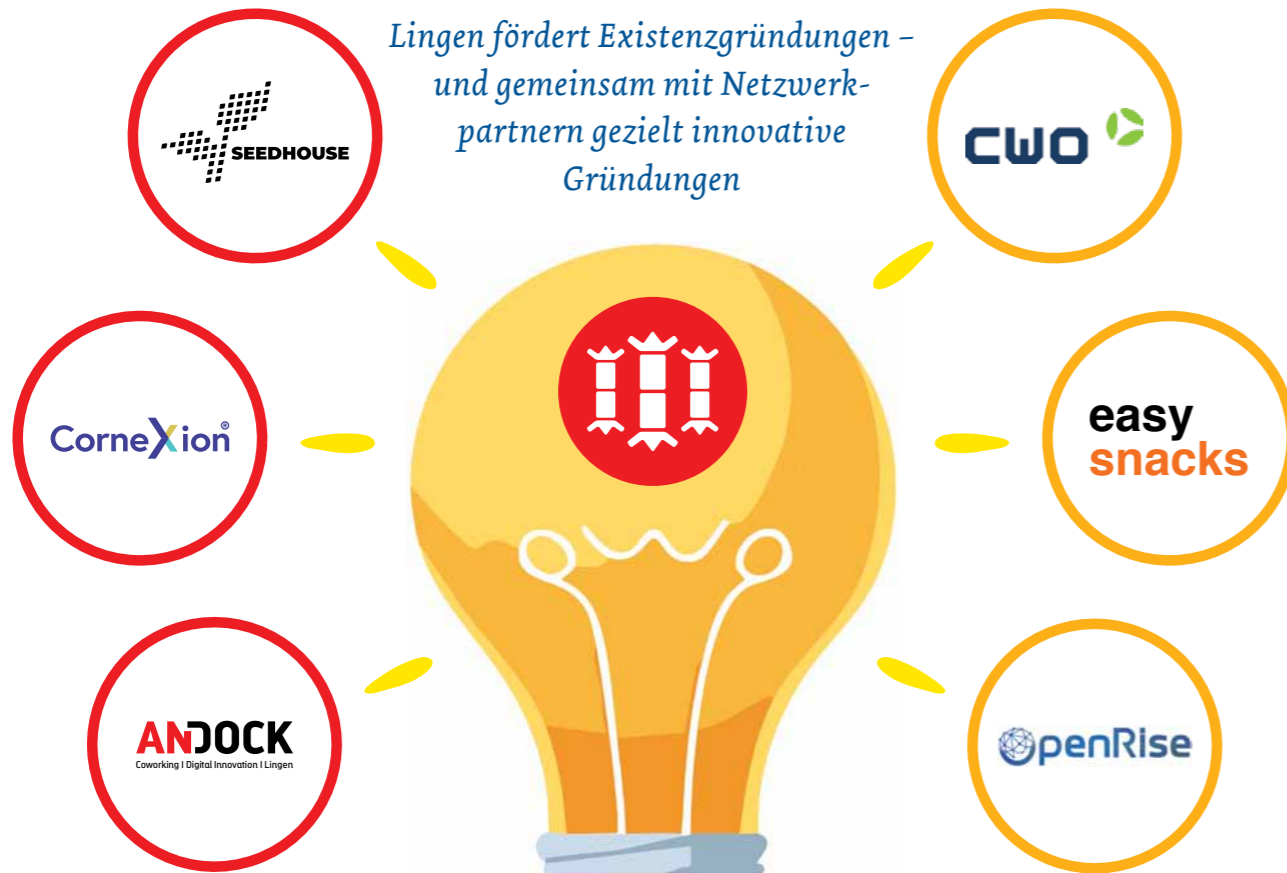 Lingen fördert Existenzgründungen –
und gemeinsam mit Netzwerk-
partnern gezielt innovative
Gründungen
SEEDHOUSE
CWO
CorneXion®
easy
snacks
ANDOCK
Coworking I Digital Innovation I Lingen
OpenRise